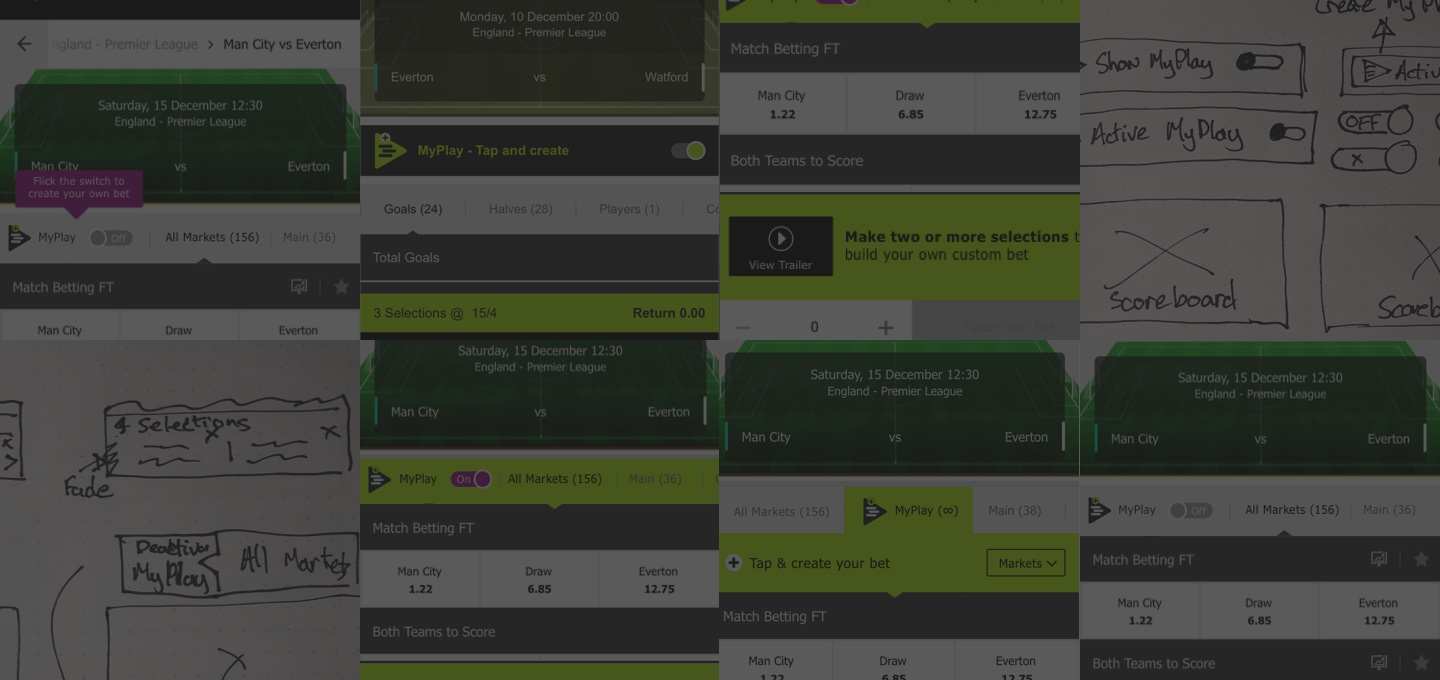 ngland - Premier League > Man City vs Everton
Saturday, 15 December 12:30
England - Premier League
Man City vs Everton
Flick the switch to
create your own bet
MyPlay Off All Markets (156) Main (36)
Match Betting FT
Man City Draw Everton
Monday, 10 December 20:00
England - Premier League
Everton vs Watford
MyPlay - Tap and create
Goals (24) Halves (28) Players (1) Co
Total Goals
3 Selections @ 15/4 Return 0.00
Match Betting FT
Man City Draw Everton
1.22 6.85 12.75
Both Teams to Score
Make two or more selections t
build your own custom bet
View Trailer
0 Place Your Bet
Create My Pl
Show MyPlay
Activ
Active MyPlay
OFF
X
Scoreboard
Scoreb
4 Selections
Fade
Deactivate
MyPlay
All Market
Saturday, 15 December 12:30
England - Premier League
Man City vs Everton
MyPlay On All Markets (156) Main (36)
Match Betting FT
Man City Draw Everton
1.22 6.85 12.75
Both Teams to Score
Saturday, 15 December 12:30
England - Premier League
Man City vs Everton
All Markets (156) MyPlay (∞) Main (38)
Tap & create your bet Markets
Match Betting FT
Man City Draw Everton
1.22 6.85 12.75
Saturday, 15 December 12:30
England - Premier League
Man City vs Everton
MyPlay Off All Markets (156) Main (36)
Match Betting FT
Man City Draw Everton
1.22 6.85 12.75
Both Teams to Score